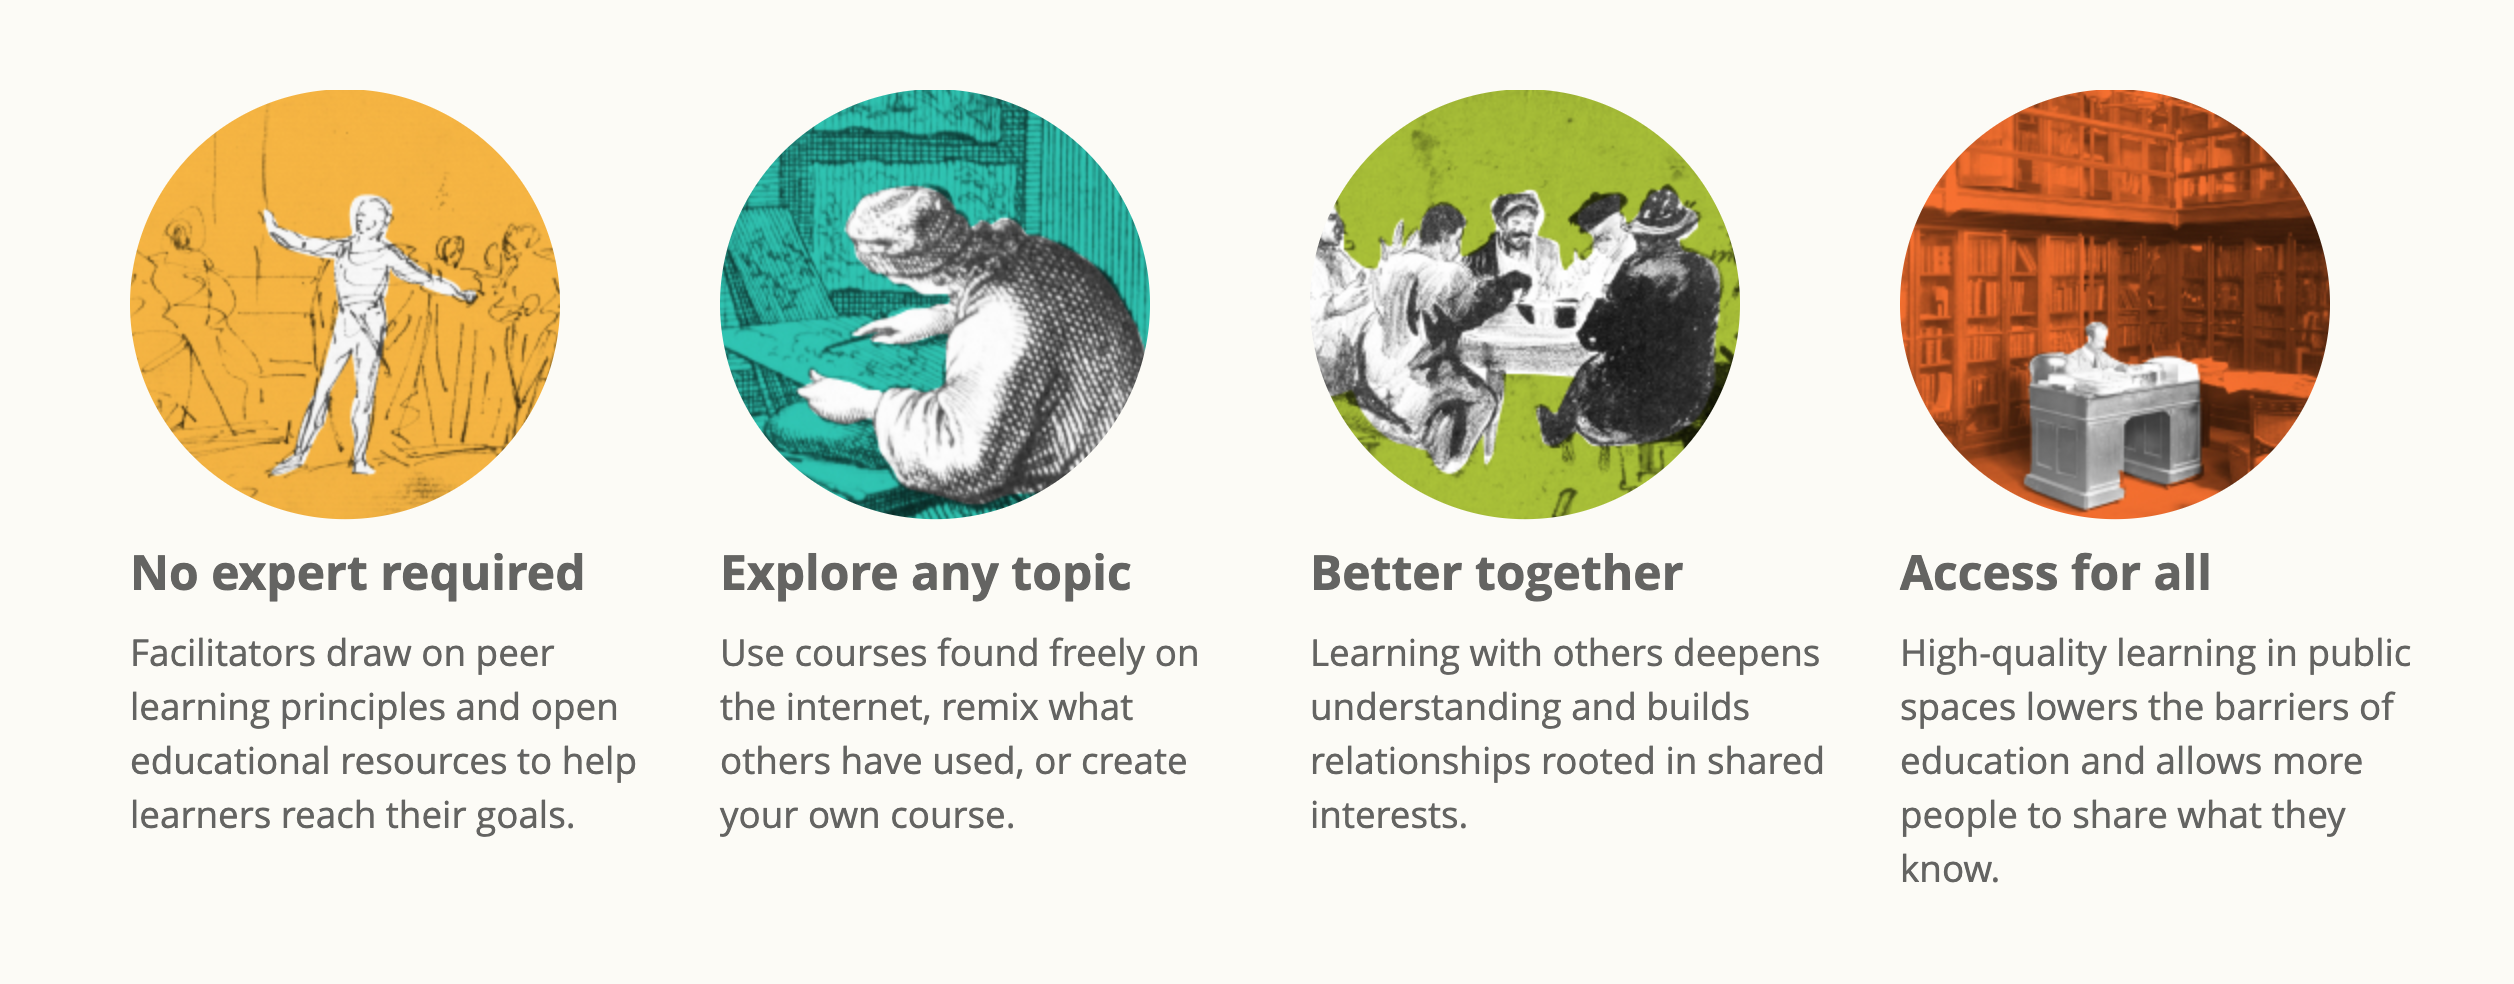 No expert required
Facilitators draw on peer
learning principles and open
educational resources to help
learners reach their goals.
Explore any topic
Use courses found freely on
the internet, remix what
others have used, or create
your own course.
Better together
Learning with others deepens
understanding and builds
relationships rooted in shared
interests.
Access for all
High-quality learning in public
spaces lowers the barriers of
education and allows more
people to share what they
know.